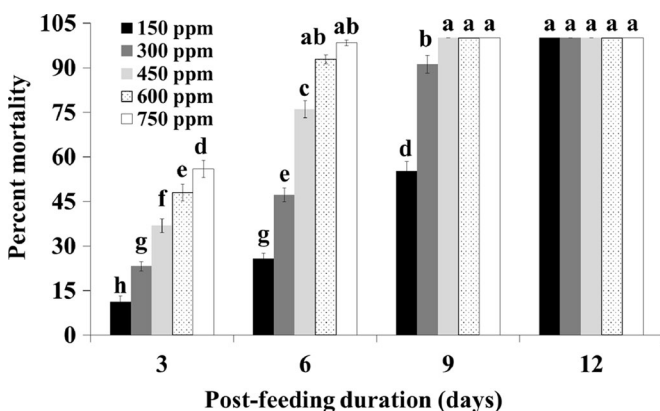 Percent mortality
105
90
75
60
45
30
15
0
150 ppm
300 ppm
450 ppm
600 ppm
750 ppm
h g f e d
g e c ab ab
d b a a a
a a a a a
3 6 9 12
Post-feeding duration (days)